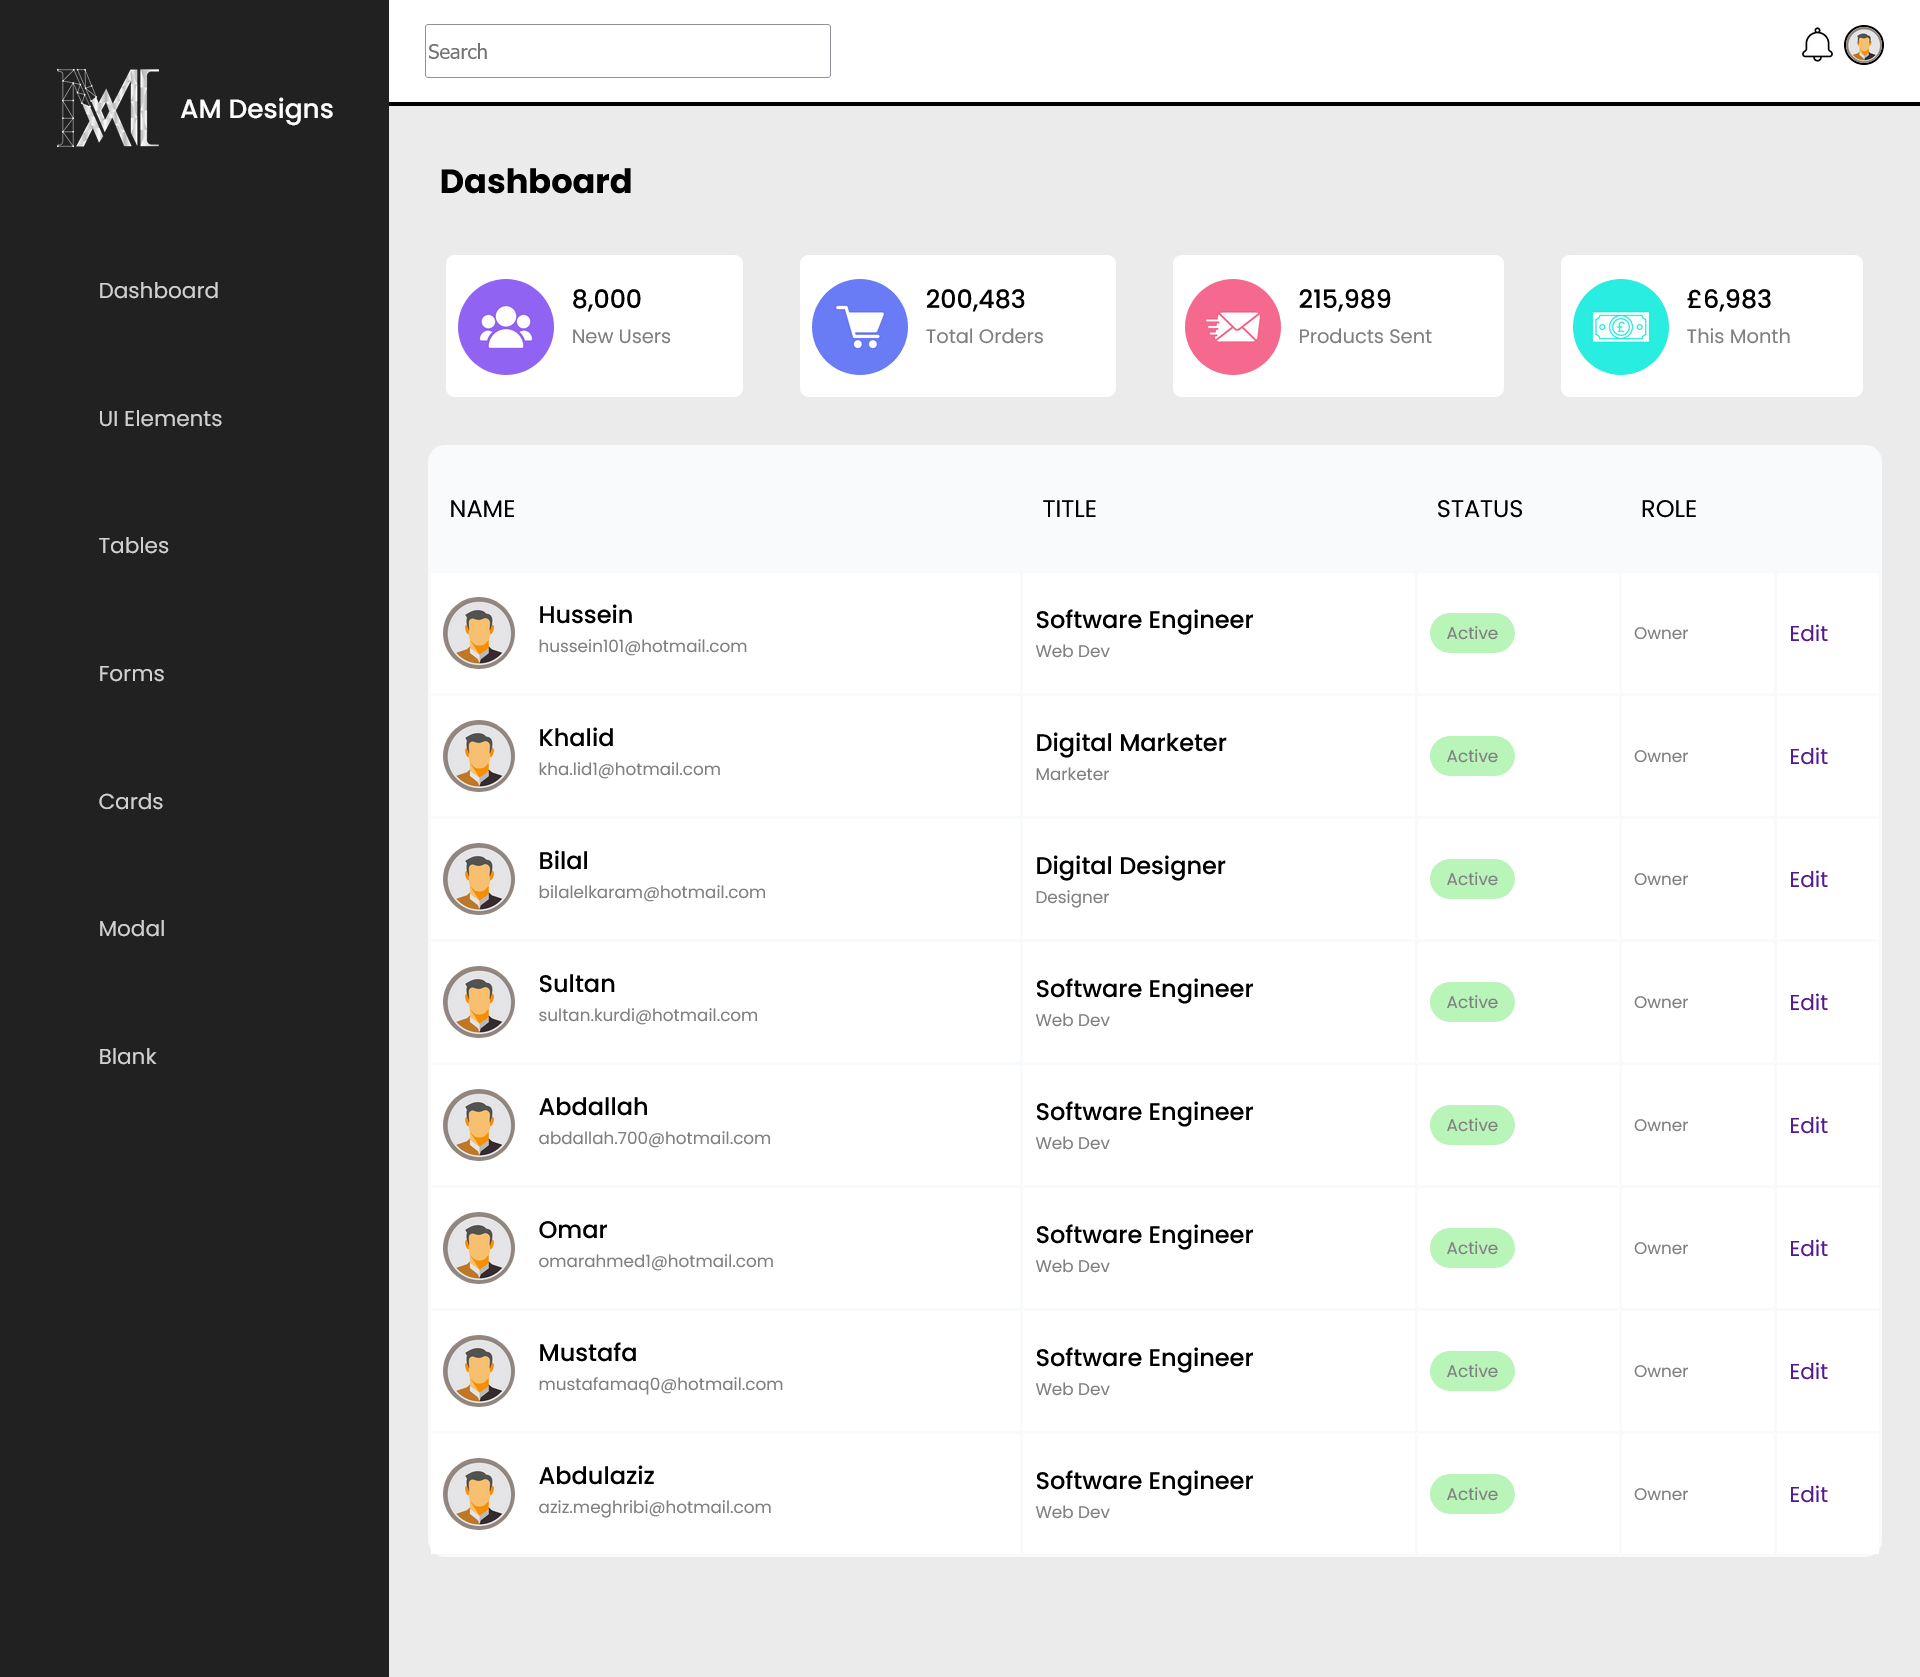 AM Designs
Dashboard
UI Elements
Tables
Forms
Cards
Modal
Blank
Search
Dashboard
8,000
New Users
200,483
Total Orders
215,989
Products Sent
£6,983
This Month
NAME TITLE STATUS ROLE
Hussein
hussein101@hotmail.com
Software Engineer
Web Dev
Active
Owner
Edit
Khalid
kha.lid1@hotmail.com
Digital Marketer
Marketer
Active
Owner
Edit
Bilal
bilalelkaram@hotmail.com
Digital Designer
Designer
Active
Owner
Edit
Sultan
sultan.kurdi@hotmail.com
Software Engineer
Web Dev
Active
Owner
Edit
Abdallah
abdallah.700@hotmail.com
Software Engineer
Web Dev
Active
Owner
Edit
Omar
omarahmed1@hotmail.com
Software Engineer
Web Dev
Active
Owner
Edit
Mustafa
mustafamaq0@hotmail.com
Software Engineer
Web Dev
Active
Owner
Edit
Abdulaziz
aziz.meghribi@hotmail.com
Software Engineer
Web Dev
Active
Owner
Edit